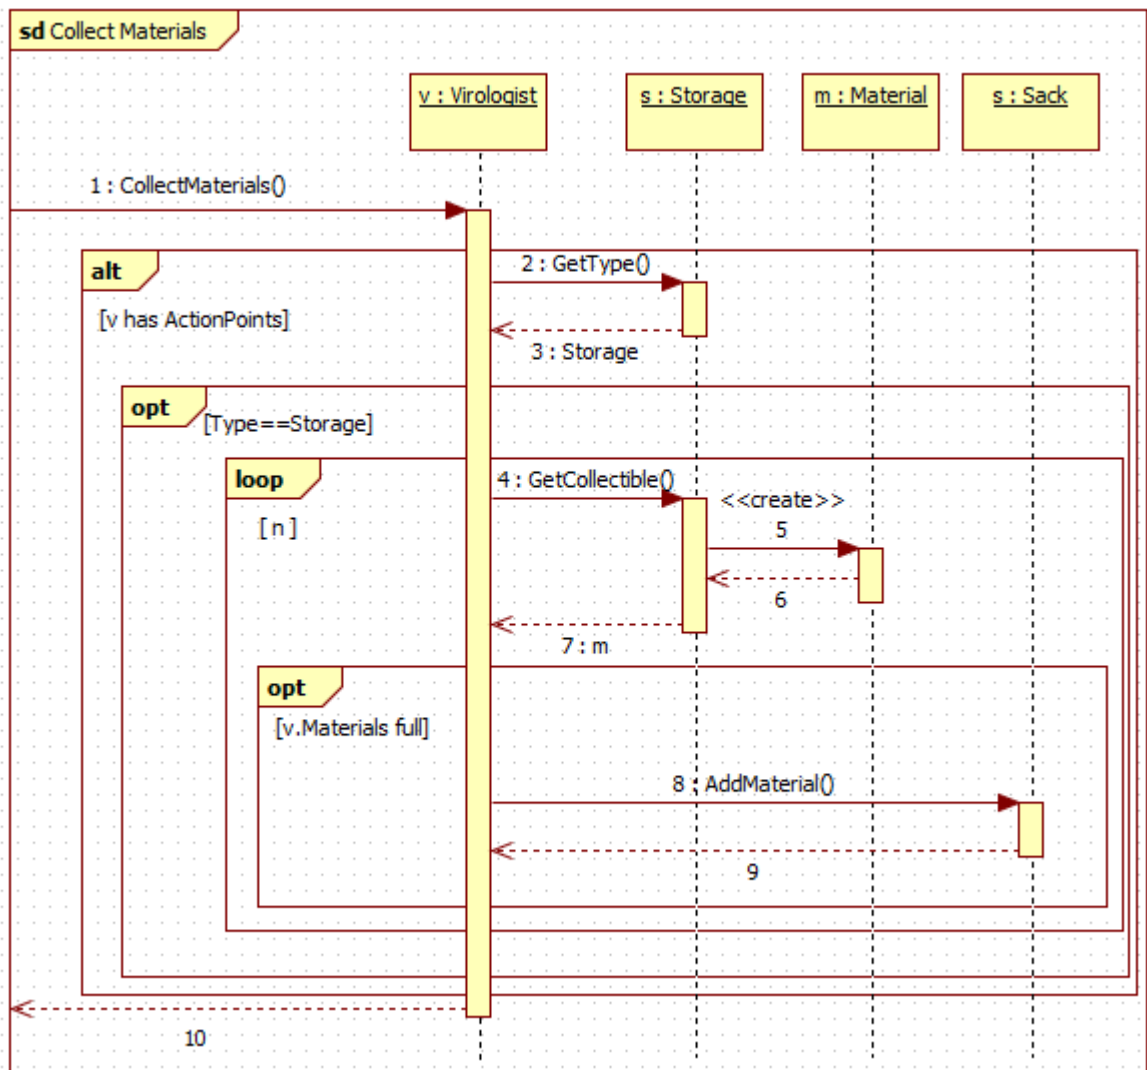 sd Collect Materials
v : Virologist
s : Storage
m : Material
s : Sack
1 : CollectMaterials()
alt
2 : GetType()
[v has ActionPoints]
3 : Storage
opt
[Type==Storage]
loop
4 : GetCollectible()
<<create>>
[ n ]
5
6
7 : m
opt
[v.Materials full]
8 : AddMaterial()
9
10